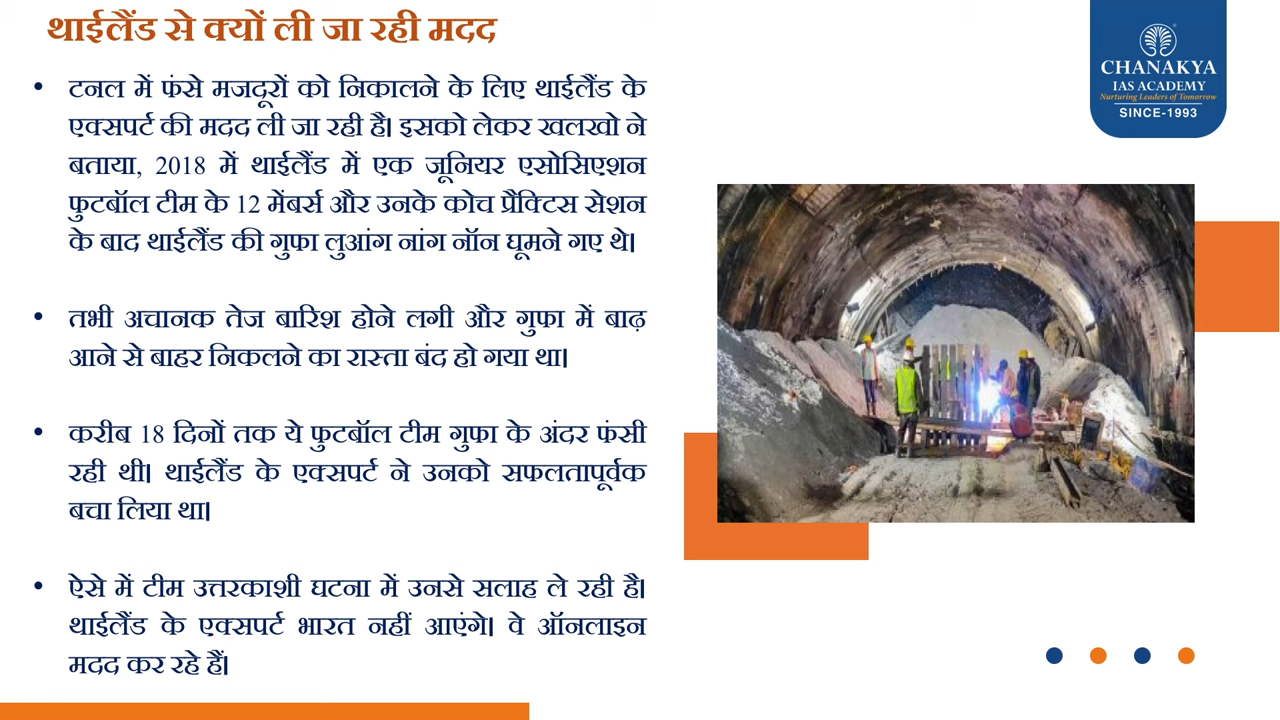 थाईलैंड से क्यों ली जा रही मदद
CHANAKYA
IAS ACADEMY
Nurturing Leaders of Tomorrow
SINCE-1993
• टनल में फंसे मजदूरों को निकालने के लिए थाईलैंड के
एक्सपर्ट की मदद ली जा रही है। इसको लेकर खलखो ने
बताया, 2018 में थाईलैंड में एक जूनियर एसोसिएशन
फुटबॉल टीम के 12 मेंबर्स और उनके कोच प्रैक्टिस सेशन
के बाद थाईलैंड की गुफा लुआंग नांग नॉन घूमने गए थे।
• तभी अचानक तेज बारिश होने लगी और गुफा में बाढ़
आने से बाहर निकलने का रास्ता बंद हो गया था।
• करीब 18 दिनों तक ये फुटबॉल टीम गुफा के अंदर फंसी
रही थी। थाईलैंड के एक्सपर्ट ने उनको सफलतापूर्वक
बचा लिया था।
• ऐसे में टीम उत्तरकाशी घटना में उनसे सलाह ले रही है।
थाईलैंड के एक्सपर्ट भारत नहीं आएंगे। वे ऑनलाइन
मदद कर रहे हैं।